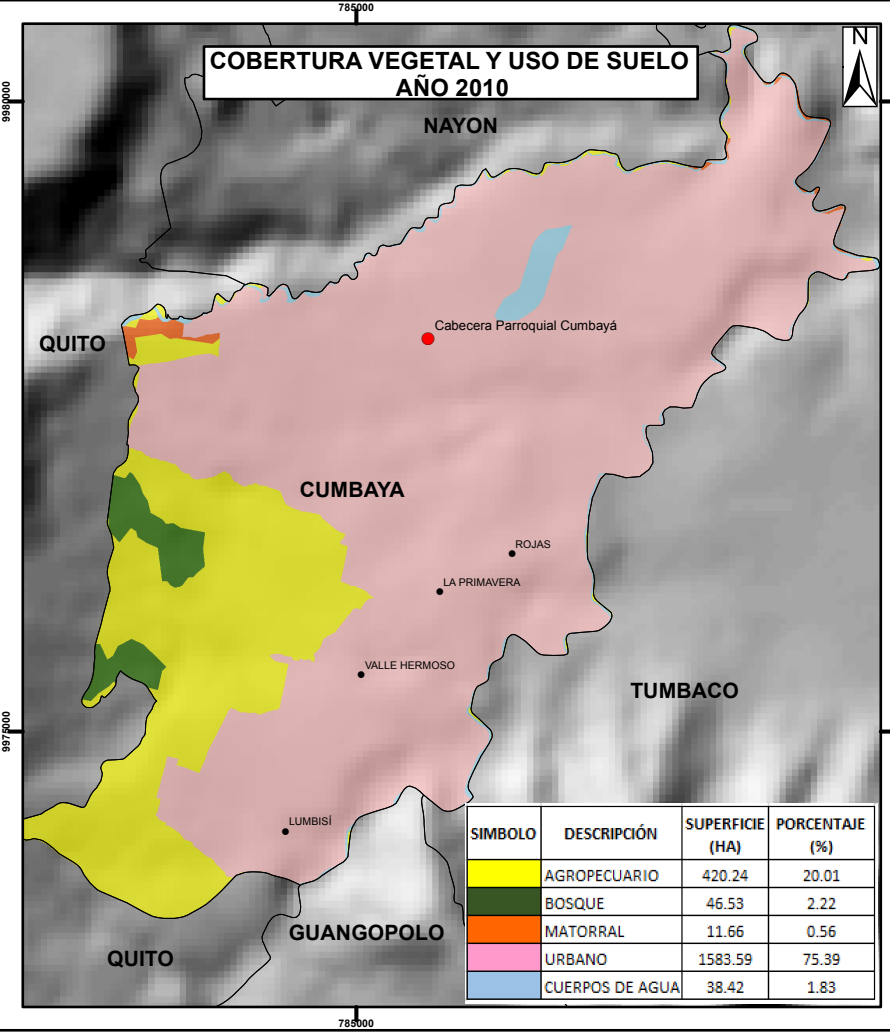 785000
COBERTURA VEGETAL Y USO DE SUELO
AÑO 2010
N
9980000
NAYON
QUITO
Cabecera Parroquial Cumbayá
CUMBAYA
ROJAS
LA PRIMAVERA
VALLE HERMOSO
TUMBACO
9975000
LUMBISÍ
GUANGOPOLO
QUITO
SIMBOLO DESCRIPCIÓN SUPERFICIE (HA) PORCENTAJE (%)
AGROPECUARIO 420.24 20.01
BOSQUE 46.53 2.22
MATORRAL 11.66 0.56
URBANO 1583.59 75.39
CUERPOS DE AGUA 38.42 1.83
785000